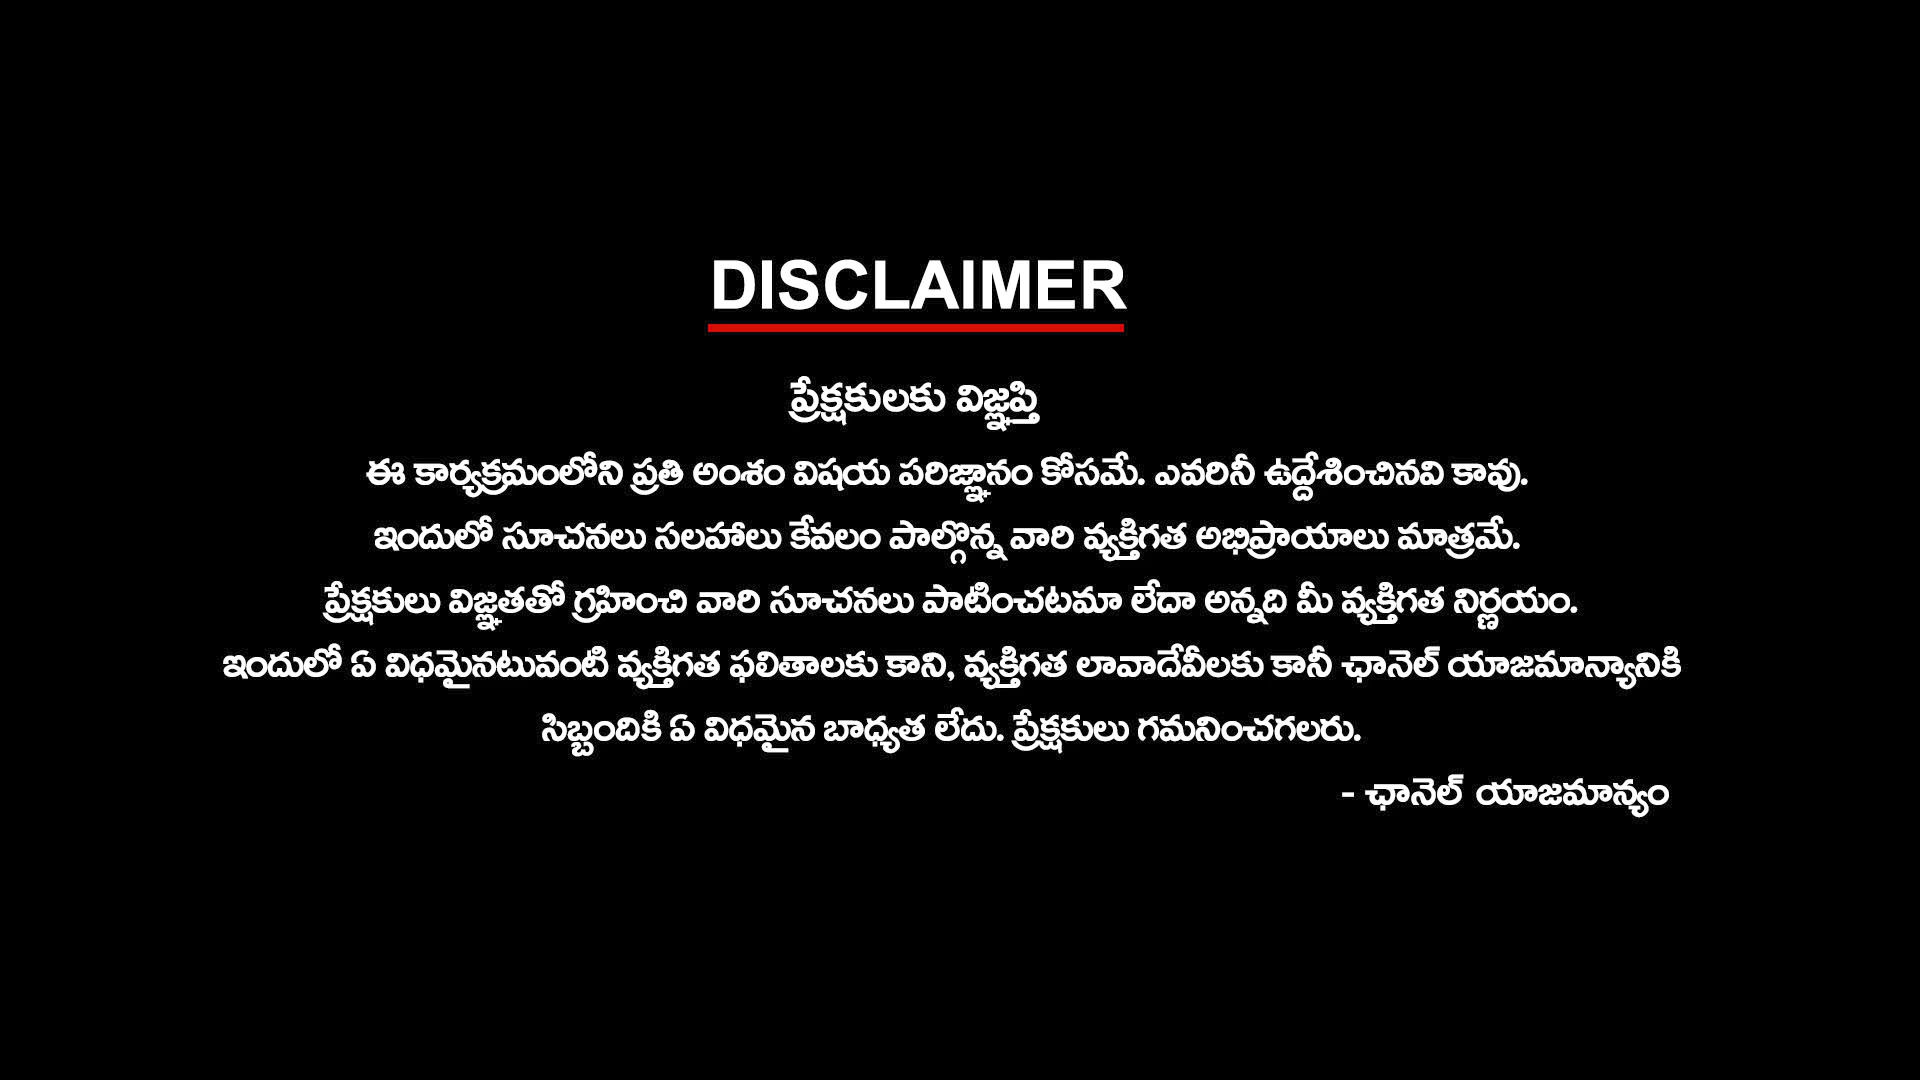 DISCLAIMER
ప్రేక్షకులకు విజ్ఞప్తి
ఈ కార్యక్రమంలోని ప్రతి అంశం విషయ పరిజ్ఞానం కోసమే. ఎవరినీ ఉద్దేశించినవి కావు.
ఇందులో సూచనలు సలహాలు కేవలం పాల్గొన్న వారి వ్యక్తిగత అభిప్రాయాలు మాత్రమే.
ప్రేక్షకులు విజ్ఞతతో గ్రహించి వారి సూచనలు పాటించటమా లేదా అన్నది మీ వ్యక్తిగత నిర్ణయం.
ఇందులో ఏ విధమైనటువంటి వ్యక్తిగత ఫలితాలకు కాని, వ్యక్తిగత లావాదేవీలకు కానీ ఛానెల్ యాజమాన్యానికి
సిబ్బందికి ఏ విధమైన బాధ్యత లేదు. ప్రేక్షకులు గమనించగలరు.
- ఛానెల్ యాజమాన్యం